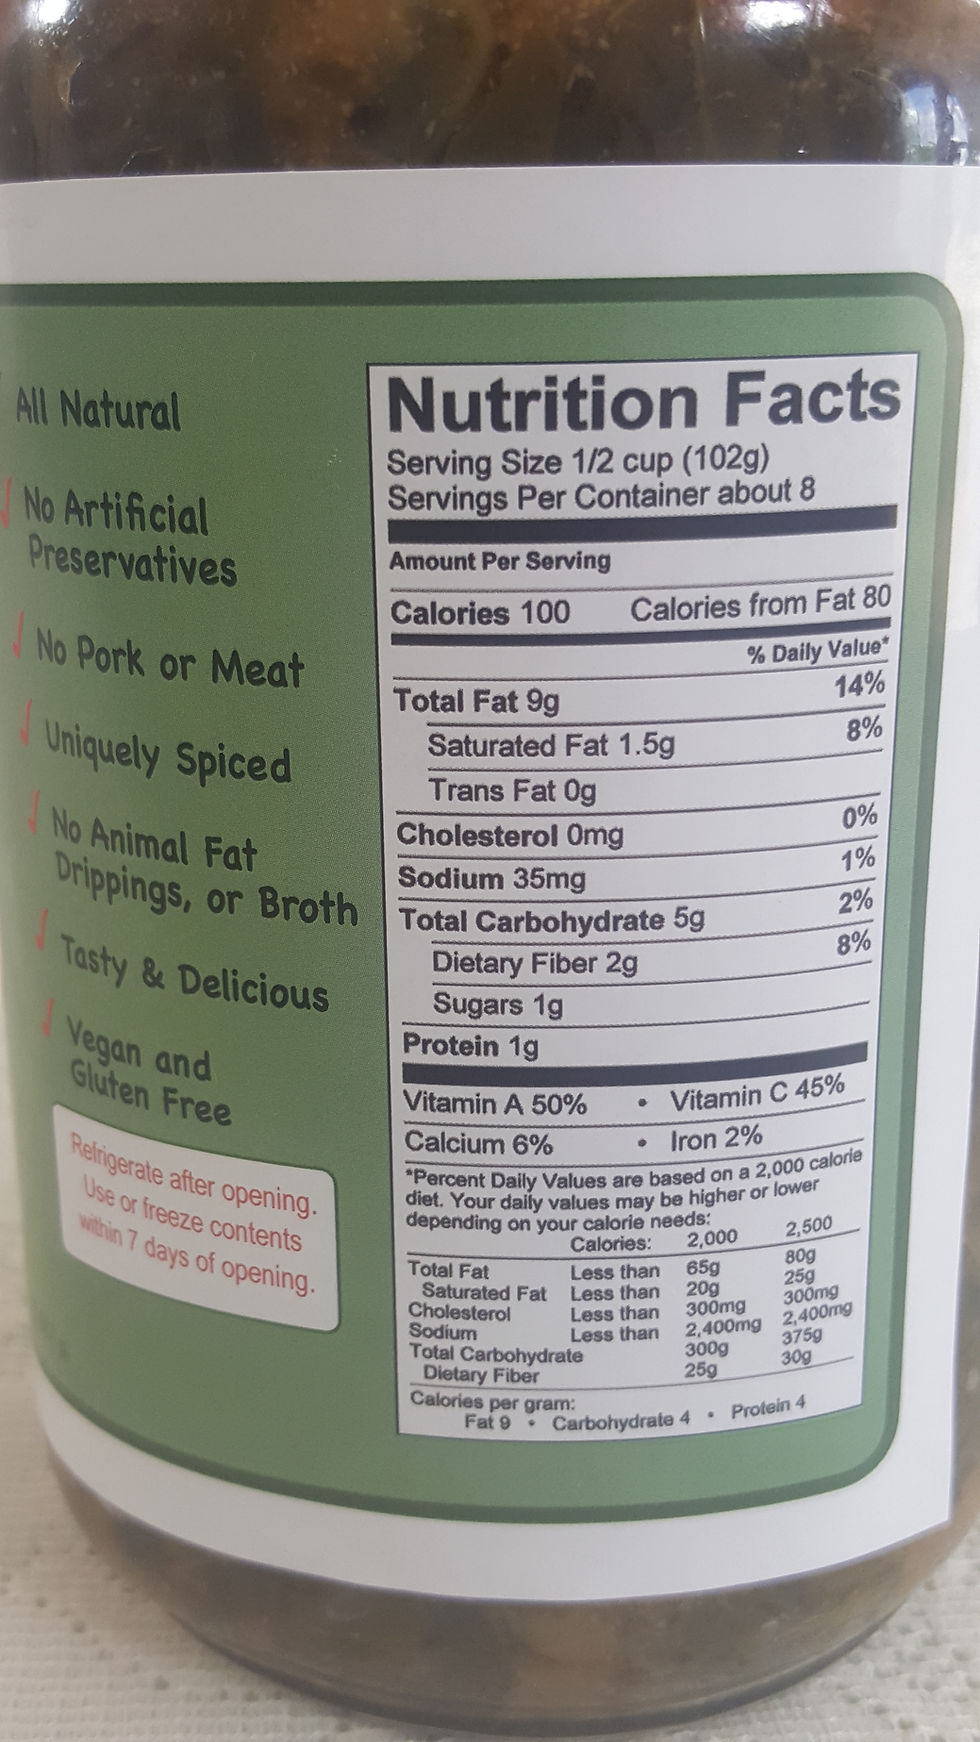 All Natural
No Artificial
Preservatives
No Pork or Meat
Uniquely Spiced
No Animal Fat
Drippings, or Broth
Tasty & Delicious
Vegan and
Gluten Free
Refrigerate after opening.
Use or freeze contents
within 7 days of opening.
Nutrition Facts
Serving Size 1/2 cup (102g)
Servings Per Container about 8
Amount Per Serving
Calories 100 Calories from Fat 80
% Daily Value*
Total Fat 9g 14%
Saturated Fat 1.5g 8%
Trans Fat 0g
Cholesterol 0mg 0%
Sodium 35mg 1%
Total Carbohydrate 5g 2%
Dietary Fiber 2g 8%
Sugars 1g
Protein 1g
Vitamin A 50% • Vitamin C 45%
Calcium 6% • Iron 2%
*Percent Daily Values are based on a 2,000 calorie
diet. Your daily values may be higher or lower
depending on your calorie needs:
Calories: 2,000 2,500
Total Fat Less than 65g 80g
Saturated Fat Less than 20g 25g
Cholesterol Less than 300mg 300mg
Sodium Less than 2,400mg 2,400mg
Total Carbohydrate 300g 375g
Dietary Fiber 25g 30g
Calories per gram:
Fat 9 • Carbohydrate 4 • Protein 4